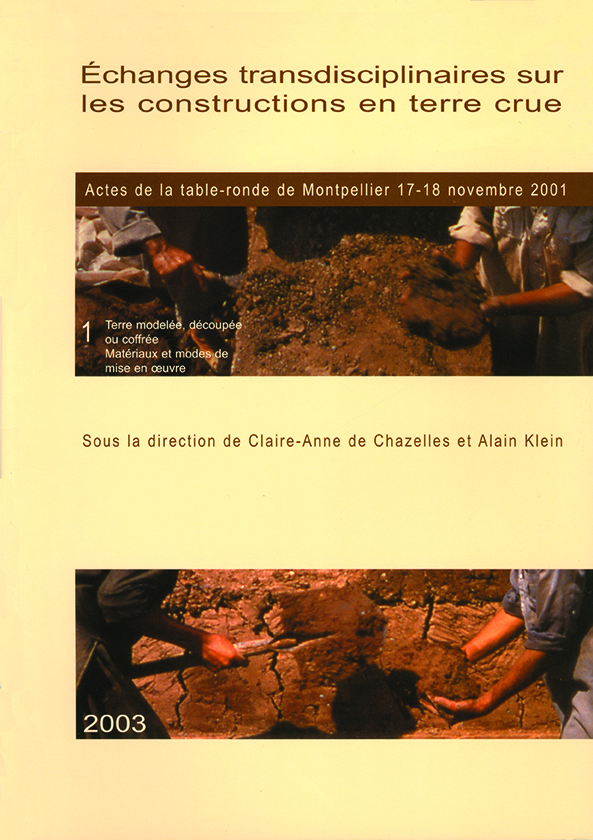 Échanges transdisciplinaires sur
les constructions en terre crue
Actes de la table-ronde de Montpellier 17-18 novembre 2001
1
Terre modelée, découpée
ou coffrée
Matériaux et modes de
mise en œuvre
Sous la direction de Claire-Anne de Chazelles et Alain Klein
2003